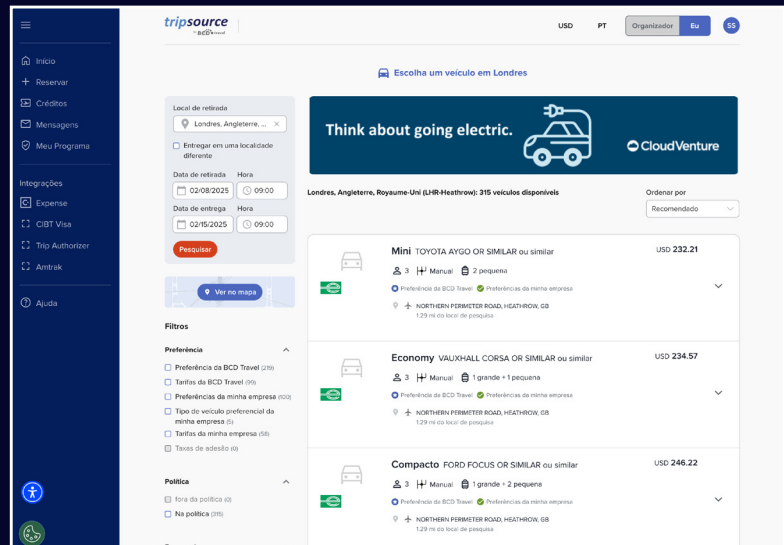 tripsource
by BCD travel
USD
PT
Organizador
Eu
SS
Início
Reservar
Créditos
Mensagens
Meu Programa
Integrações
Expense
CIBT Visa
Trip Authorizer
Amtrak
Ajuda
Escolha um veículo em Londres
Local de retirada
Londres, Angleterre, ...
Entregar em uma localidade
diferente
Data de retirada Hora
02/08/2025 09:00
Data de entrega Hora
02/15/2025 09:00
Pesquisar
Ver no mapa
Filtros
Preferência
Preferência da BCD Travel (219)
Tarifas da BCD Travel (99)
Preferências da minha empresa (100)
Tipo de veículo preferencial da
minha empresa (5)
Tarifas da minha empresa (58)
Taxas de adesão (0)
Política
fora da política (0)
Na política (315)
Think about going electric.
CloudVenture
Londres, Angleterre, Royaume-Uni (LHR-Heathrow): 315 veículos disponíveis
Ordenar por
Recomendado
Mini TOYOTA AYGO OR SIMILAR ou similar
USD 232.21
3 Manual 2 pequena
Preferência da BCD Travel Preferências da minha empresa
NORTHERN PERIMETER ROAD, HEATHROW, GB
1.29 mi do local de pesquisa
Economy VAUXHALL CORSA OR SIMILAR ou similar
USD 234.57
3 Manual 1 grande + 1 pequena
Preferência da BCD Travel Preferências da minha empresa
NORTHERN PERIMETER ROAD, HEATHROW, GB
1.29 mi do local de pesquisa
Compacto FORD FOCUS OR SIMILAR ou similar
USD 246.22
3 Manual 1 grande + 2 pequena
Preferência da BCD Travel Preferências da minha empresa
NORTHERN PERIMETER ROAD, HEATHROW, GB
1.29 mi do local de pesquisa